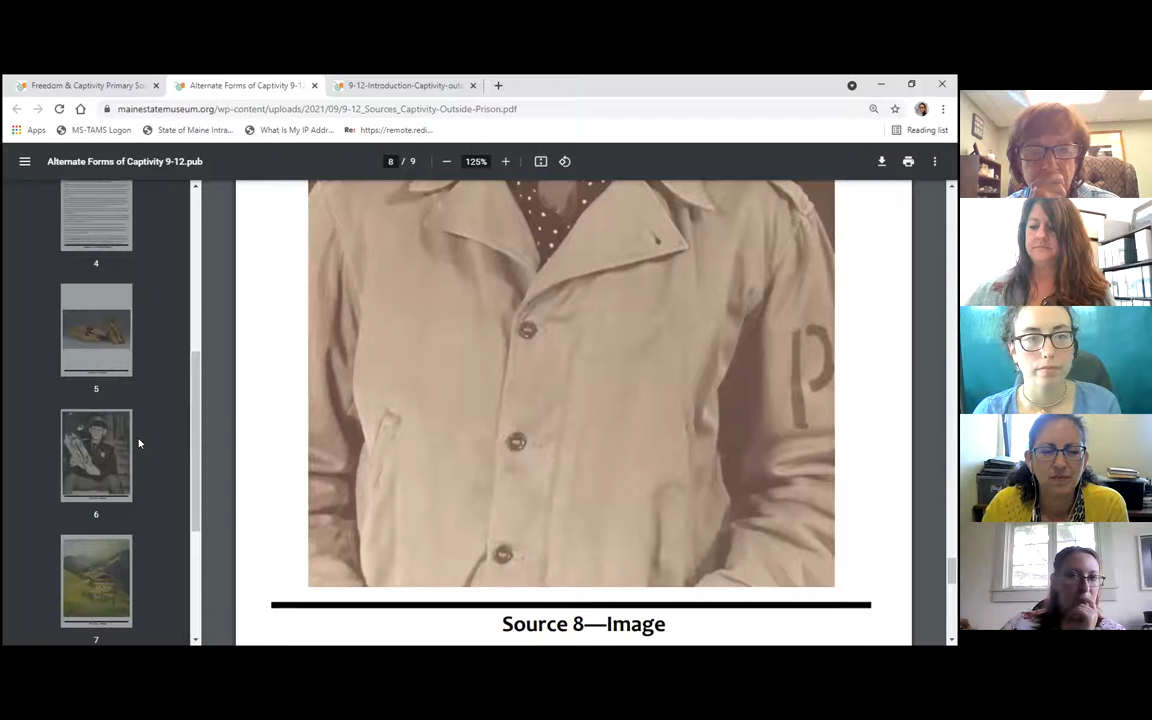 Freedom & Captivity Primary So
Alternate Forms of Captivity 9-1
9-12-Introduction-Captivity-out
mainstatemuseum.org/wp-content/uploads/2021/09/9-12_Sources_Captivity-Outside-Prison.pdf
Apps MS-TAMS Logon State of Maine Intra... What Is My IP Addr... Re: https://remote.redi... Reading list
Alternate Forms of Captivity 9-12.pub 8 / 9 125%
4
5
6
7
P
Source 8—Image